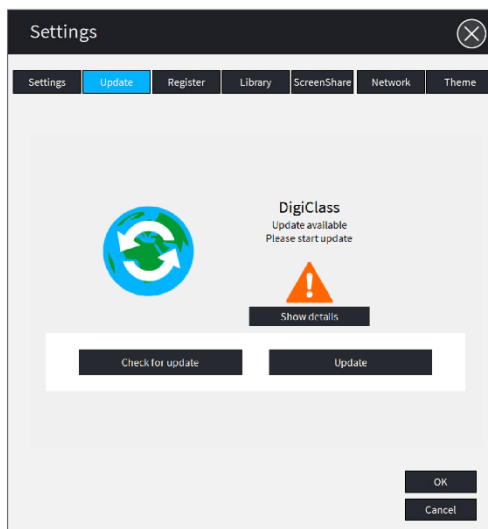 Settings
Settings Update Register Library ScreenShare Network Theme
DigiClass
Update available
Please start update
Show details
Check for update Update
OK
Cancel